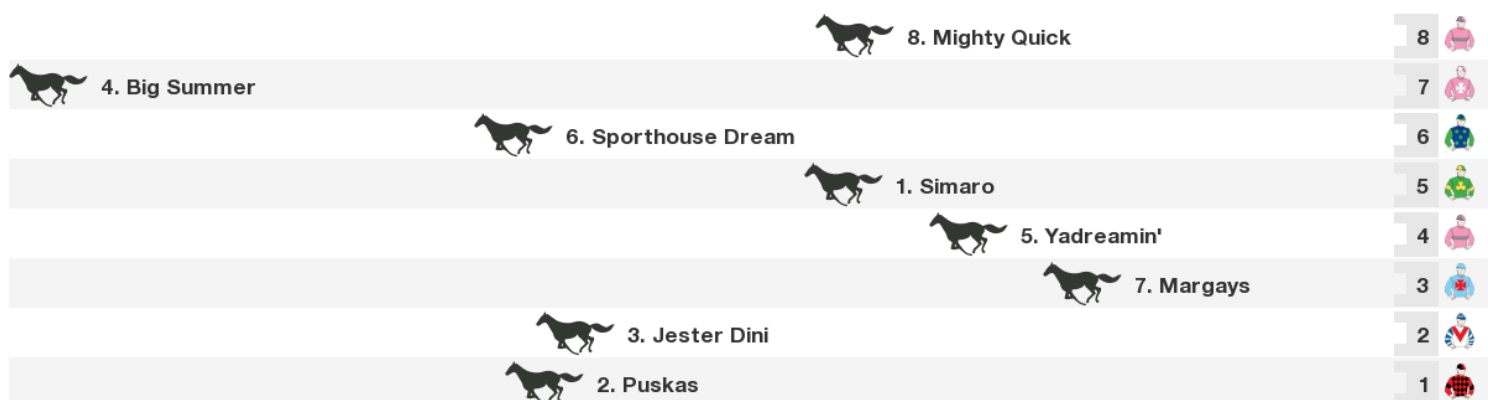 8. Mighty Quick 8
4. Big Summer 7
6. Sporthouse Dream 6
1. Simaro 5
5. Yadreamin' 4
7. Margays 3
3. Jester Dini 2
2. Puskas 1